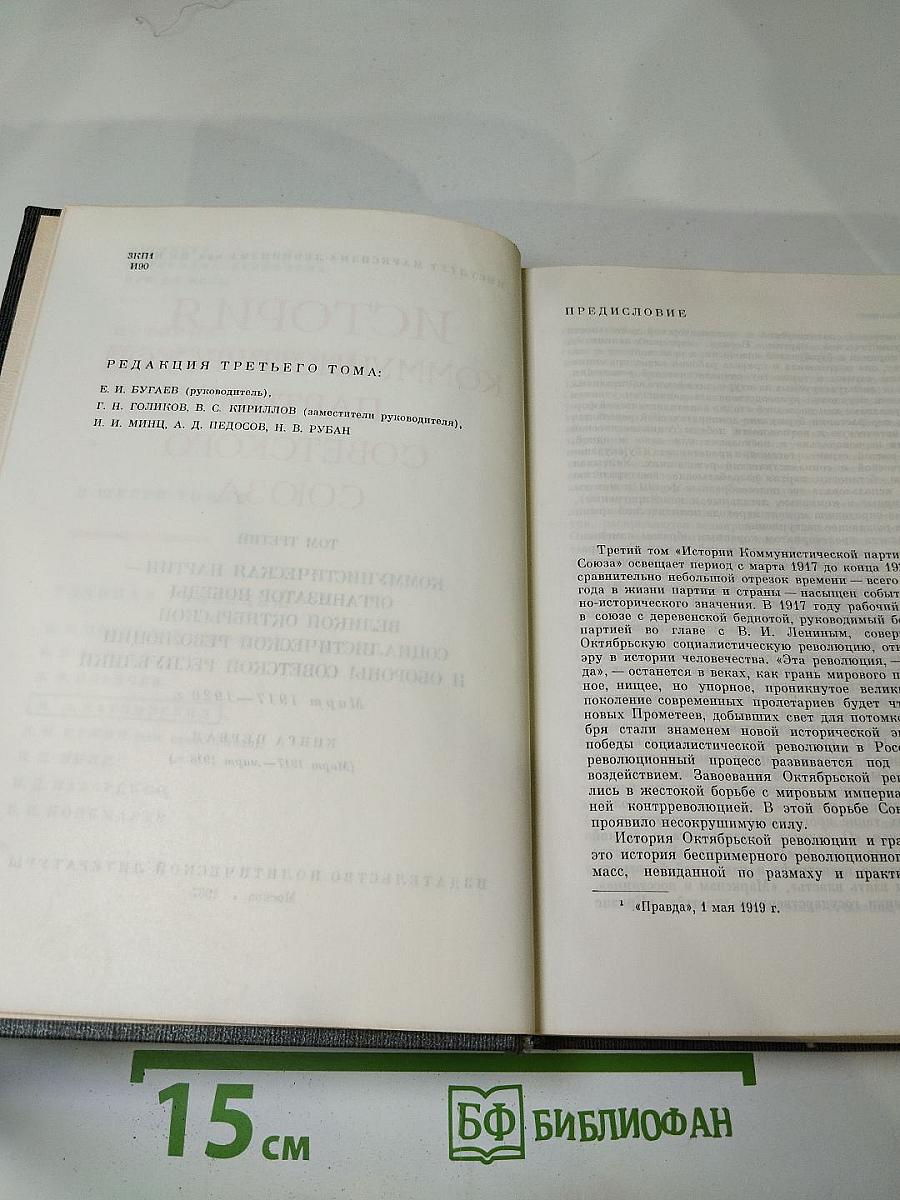 ЗКП1
И90
РЕДАКЦИЯ ТРЕТЬЕГО ТОМА:
Е. И. БУГАЕВ (руководитель),
Г. Н. ГОЛИКОВ, В. С. КИРИЛЛОВ (заместители руководителя),
И. И. МИНЦ, А. Д. ПЕДОСОВ, Н. В. РУБАН
ПРЕДИСЛОВИЕ
Третий том «Истории Коммунистической парти
Союза» освещает период с марта 1917 до конца 19
сравнительно небольшой отрезок времени — всего
года в жизни партии и страны — насыщен событ
но-исторического значения. В 1917 году рабочий
в союзе с деревенской беднотой, руководимый б
партией во главе с В. И. Лениным, совер
Октябрьскую социалистическую революцию, от
эру в истории человечества. «Эта революция, —
да», — останется в веках, как грань мирового п
ное, нищее, но упорное, проникнутое велик
поколение современных пролетариев будет чт
новых Прометеев, добывших свет для потомк
бря стали знаменем новой исторической э
победы социалистической революции в Росс
революционный процесс развивается под
воздействием. Завоевания Октябрьской рев
лись в жестокой борьбе с мировым империа
ней контрреволюцией. В этой борьбе Сов
проявило несокрушимую силу.
История Октябрьской революции и гра
это история беспримерного революционног
масс, невиданной по размаху и практи
¹ «Правда», 1 мая 1919 г.
15 см
БФ БИБЛИОФАН